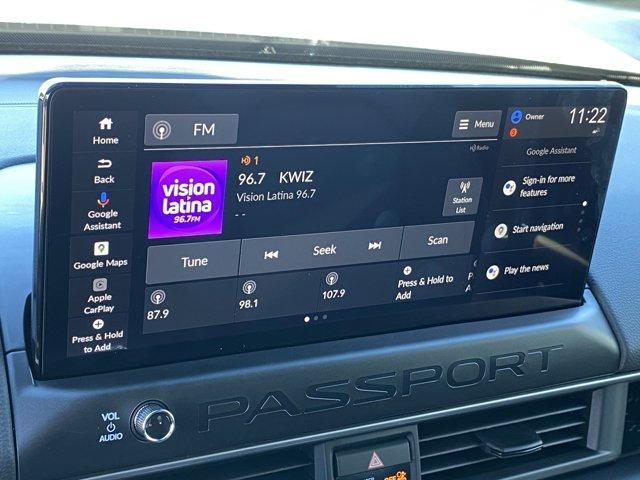 Home
Back
Google
Assistant
Google Maps
Apple
CarPlay
Press & Hold
to Add
FM
Menu
HD Radio
1
96.7 KWIZ
Vision Latina 96.7
- -
vision
latina
96.7FM
Station
List
Tune
Seek
Scan
87.9
98.1
107.9
Press & Hold to
Add
P
A
Owner
11:22
Google Assistant
Sign-in for more
features
Start navigation
Play the news
PASSPORT
VOL
AUDIO
OFF